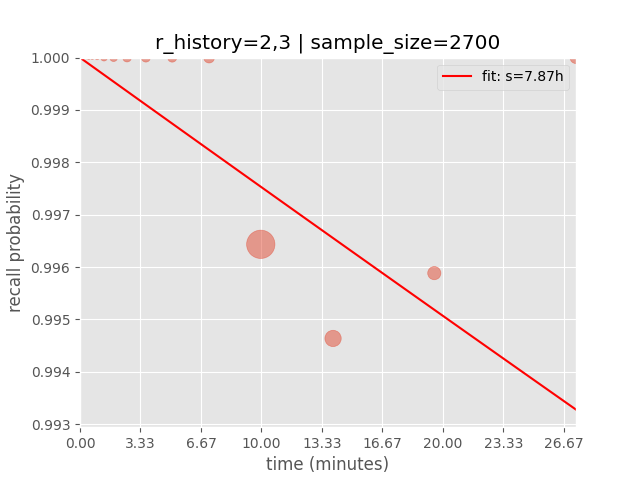 r_history=2,3 | sample_size=2700
fit: s=7.87h
1.000
0.999
0.998
0.997
0.996
0.995
0.994
0.993
recall probability
0.00 3.33 6.67 10.00 13.33 16.67 20.00 23.33 26.67
time (minutes)